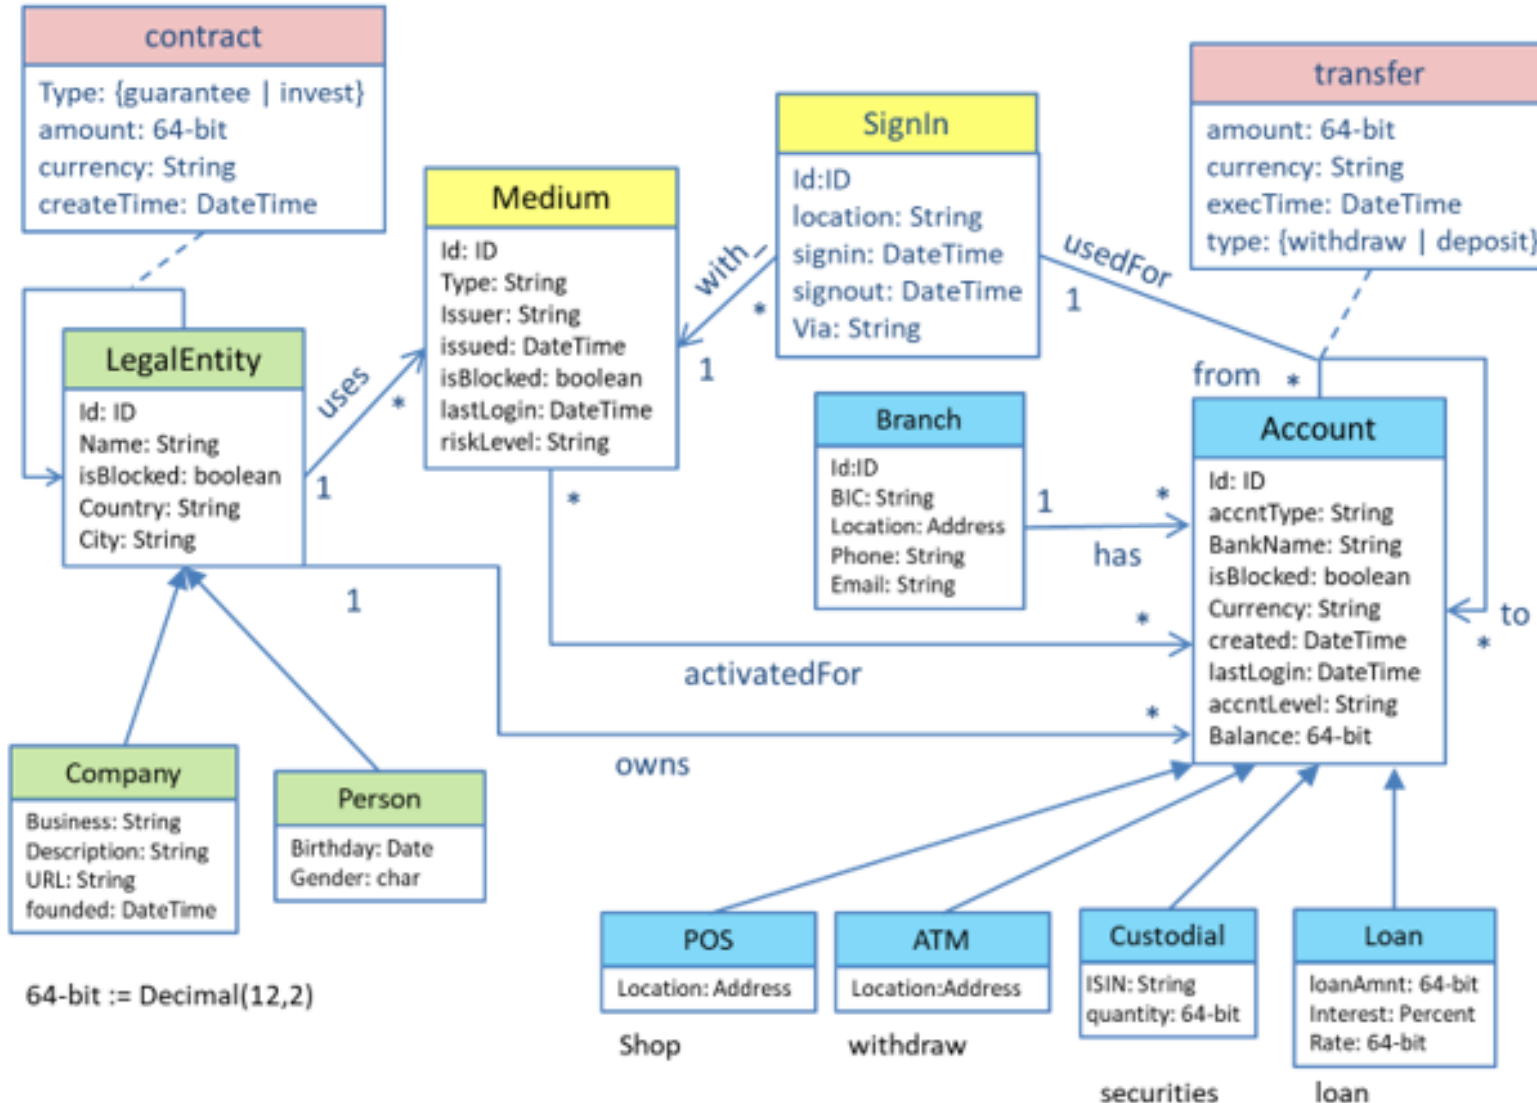 contract
Type: {guarantee | invest}
amount: 64-bit
currency: String
createTime: DateTime
transfer
amount: 64-bit
currency: String
execTime: DateTime
type: {withdraw | deposit}
SignIn
Id:ID
location: String
signin: DateTime
signout: DateTime
Via: String
Medium
Id: ID
Type: String
Issuer: String
issued: DateTime
isBlocked: boolean
lastLogin: DateTime
riskLevel: String
with_
*
1
usedFor
1
from
*
LegalEntity
Id: ID
Name: String
isBlocked: boolean
Country: String
City: String
uses
*
1
Branch
Id:ID
BIC: String
Location: Address
Phone: String
Email: String
1
*
has
Account
Id: ID
accntType: String
BankName: String
isBlocked: boolean
Currency: String
created: DateTime
lastLogin: DateTime
accntLevel: String
Balance: 64-bit
to
*
*
*
activatedFor
1
*
owns
Company
Business: String
Description: String
URL: String
founded: DateTime
Person
Birthday: Date
Gender: char
POS
Location: Address
Shop
ATM
Location:Address
withdraw
Custodial
ISIN: String
quantity: 64-bit
securities
Loan
loanAmnt: 64-bit
Interest: Percent
Rate: 64-bit
loan
64-bit := Decimal(12,2)